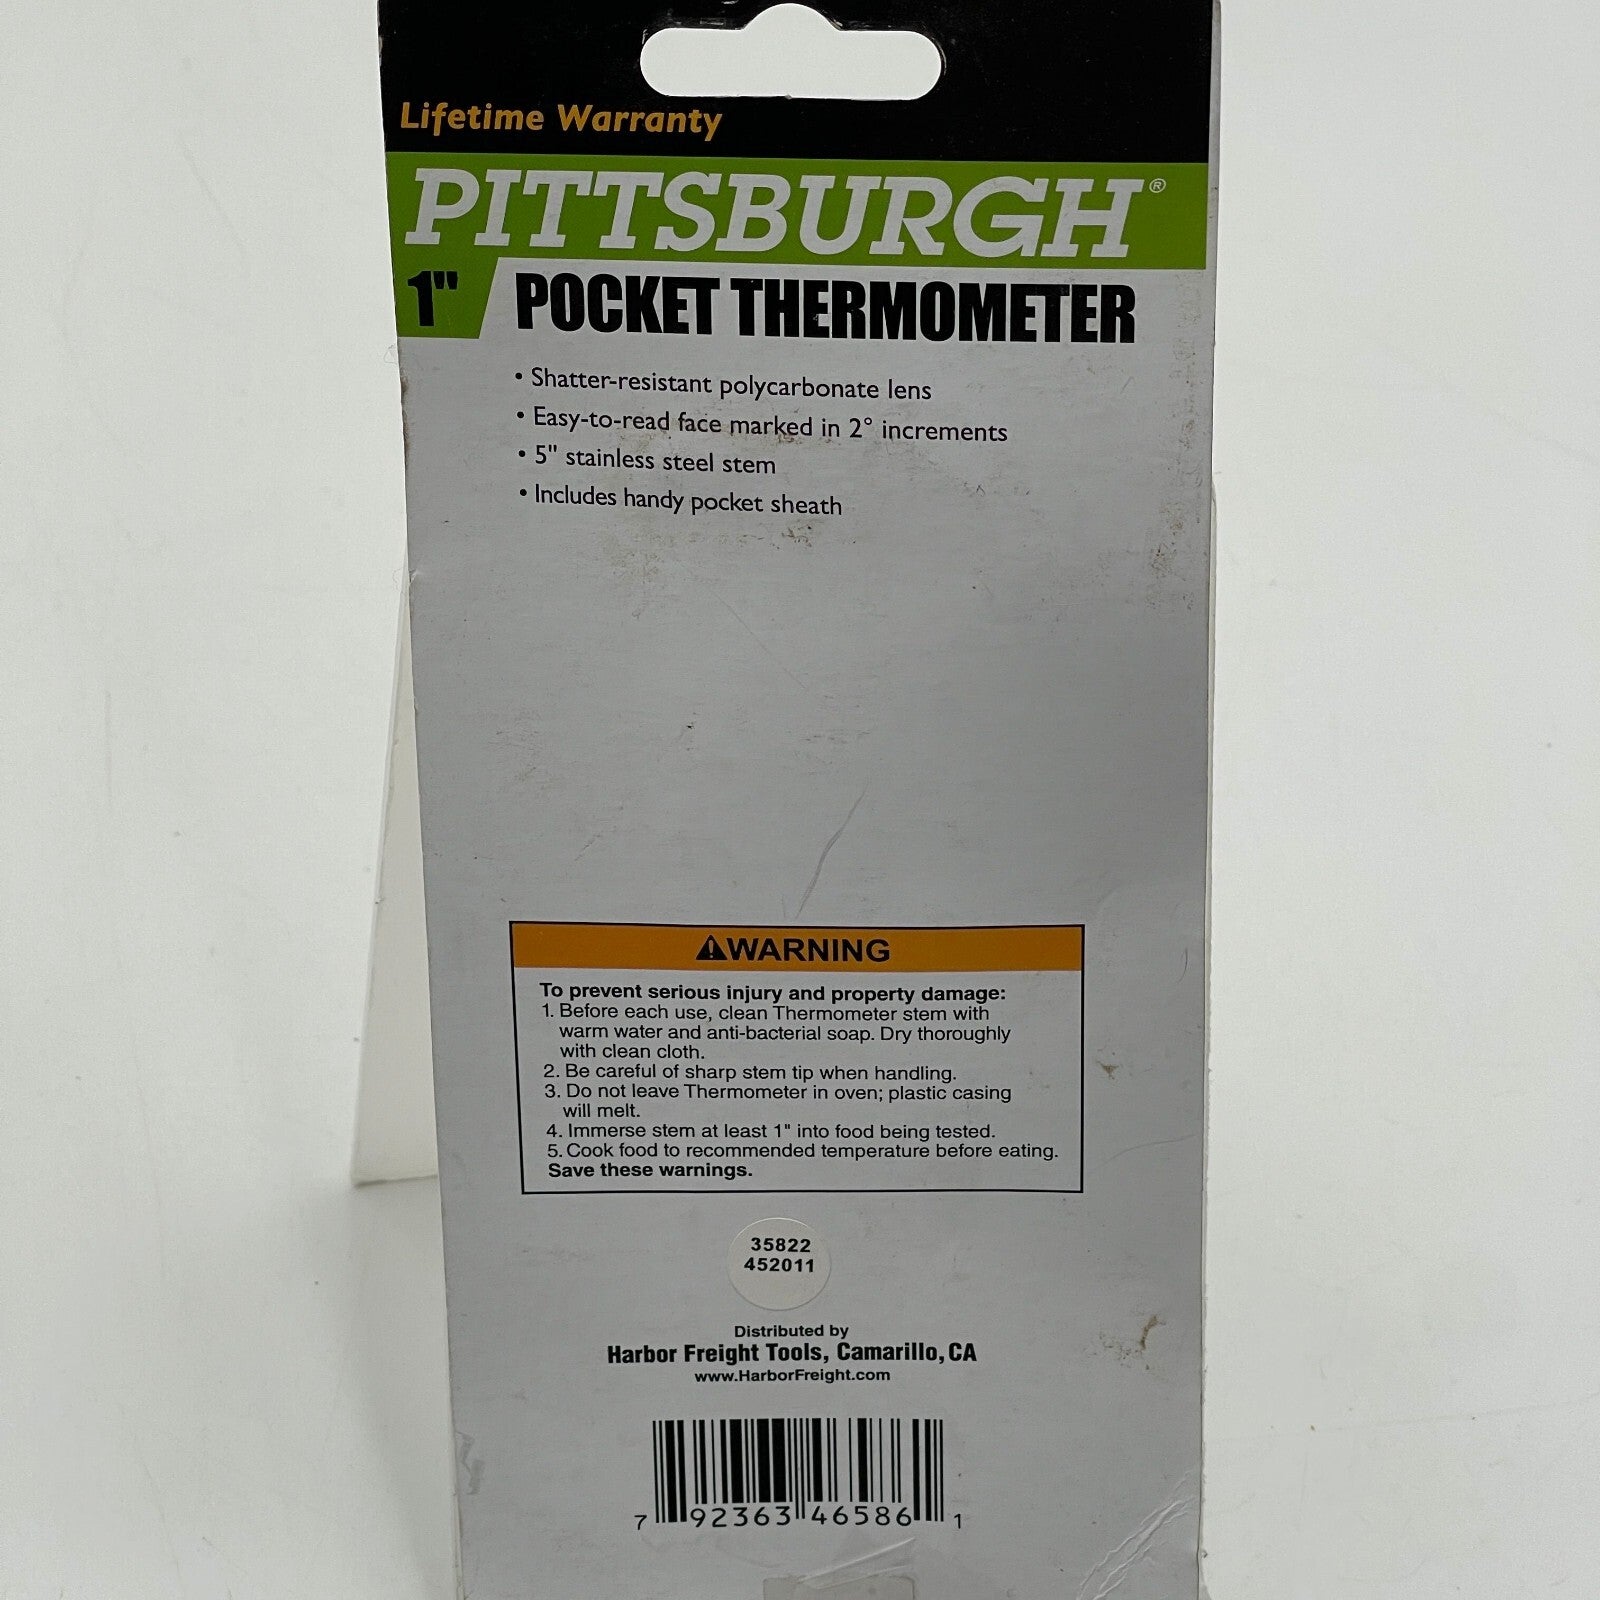 Lifetime Warranty
PITTSBURGH®
1" POCKET THERMOMETER
• Shatter-resistant polycarbonate lens
• Easy-to-read face marked in 2° increments
• 5" stainless steel stem
• Includes handy pocket sheath
⚠WARNING
To prevent serious injury and property damage:
1. Before each use, clean Thermometer stem with
warm water and anti-bacterial soap. Dry thoroughly
with clean cloth.
2. Be careful of sharp stem tip when handling.
3. Do not leave Thermometer in oven; plastic casing
will melt.
4. Immerse stem at least 1" into food being tested.
5. Cook food to recommended temperature before eating.
Save these warnings.
35822
452011
Distributed by
Harbor Freight Tools, Camarillo, CA
www.HarborFreight.com
7 92363 46586 1